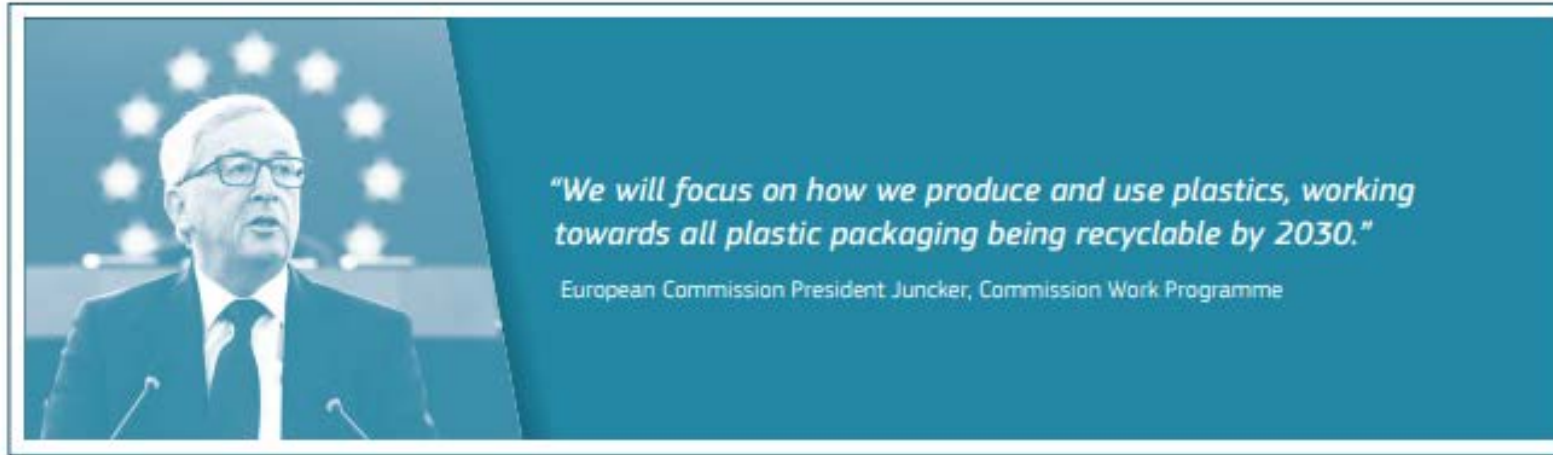 “We will focus on how we produce and use plastics, working
towards all plastic packaging being recyclable by 2030.”
European Commission President Juncker, Commission Work Programme